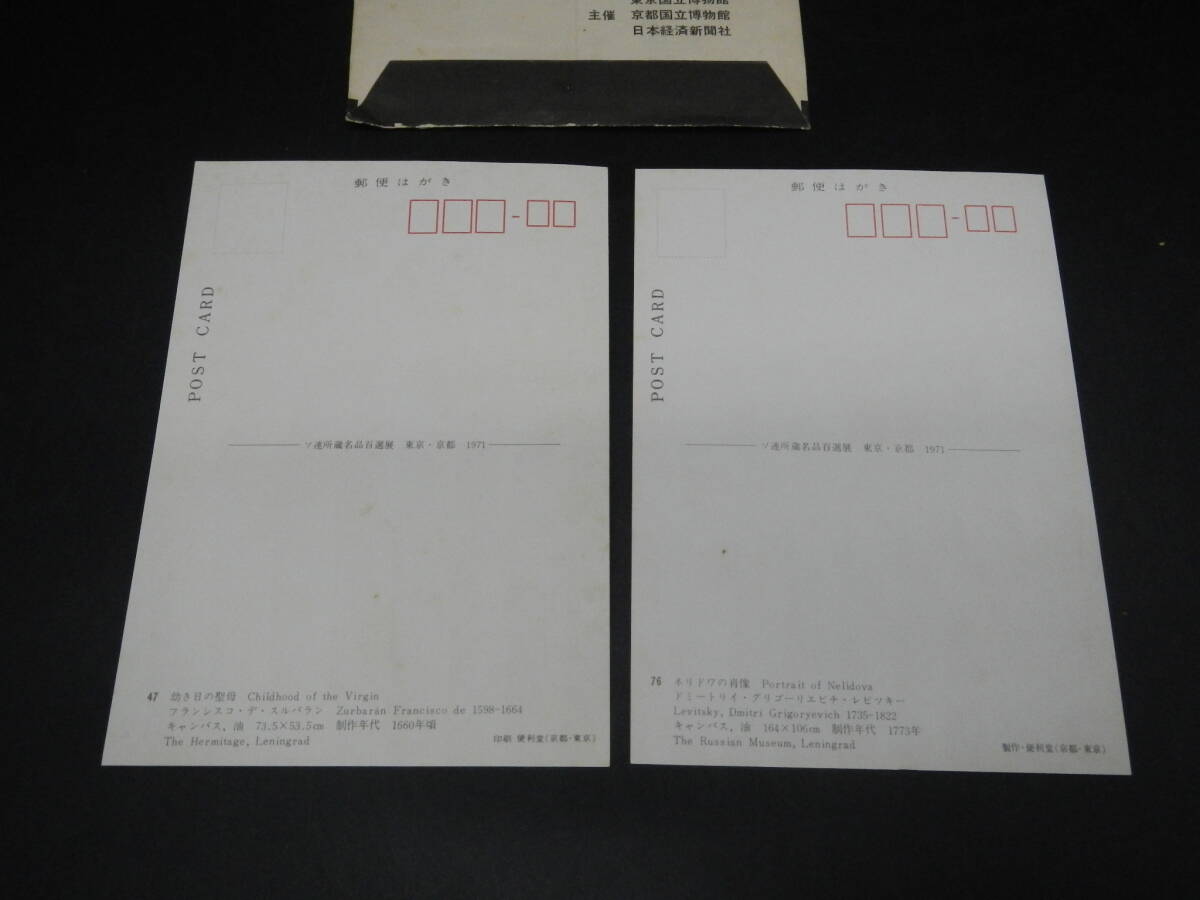 東京国立博物館
主催 京都国立博物館
日本経済新聞社
郵便はがき
POST CARD
ソ連所蔵名品百選展 東京・京都 1971
47 幼き日の聖母 Childhood of the Virgin
フランシスコ・デ・スルバラン Zurbarán Francisco de 1598-1664
キャンバス，油 73.5×53.5cm 制作年代 1660年頃
The Hermitage, Leningrad
印刷 便利堂(京都・東京)
郵便はがき
POST CARD
ソ連所蔵名品百選展 東京・京都 1971
76 ネリドワの肖像 Portrait of Nelidova
ドミートリイ・グリゴーリエビチ・レビツキー
Levitsky, Dmitri Grigoryevich 1735-1822
キャンバス，油 164×106cm 制作年代 1773年
The Russian Museum, Leningrad
製作・便利堂(京都・東京)